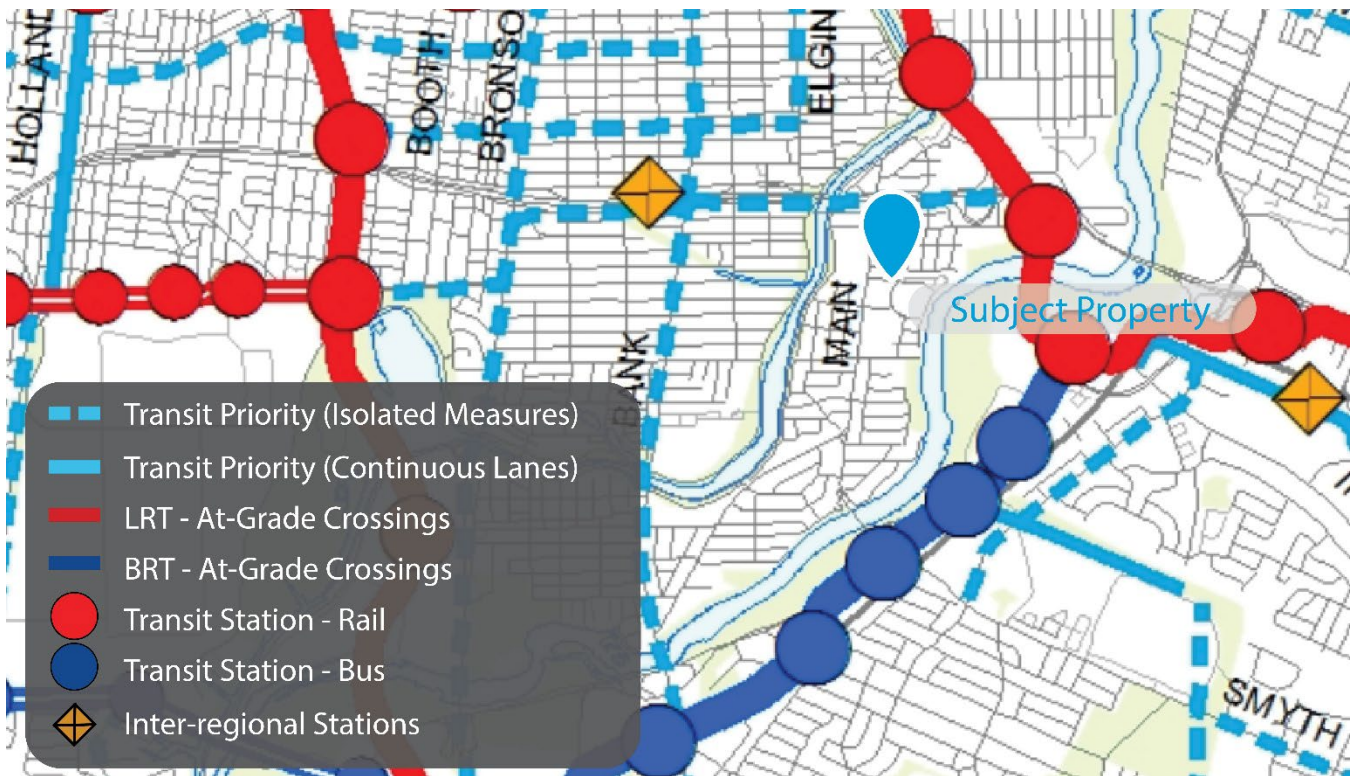 HOLLAND
BOOTH
BRONSO
ELGIN
MAIN
Subject Property
BANK
SMYTH
Transit Priority (Isolated Measures)
Transit Priority (Continuous Lanes)
LRT - At-Grade Crossings
BRT - At-Grade Crossings
Transit Station - Rail
Transit Station - Bus
Inter-regional Stations